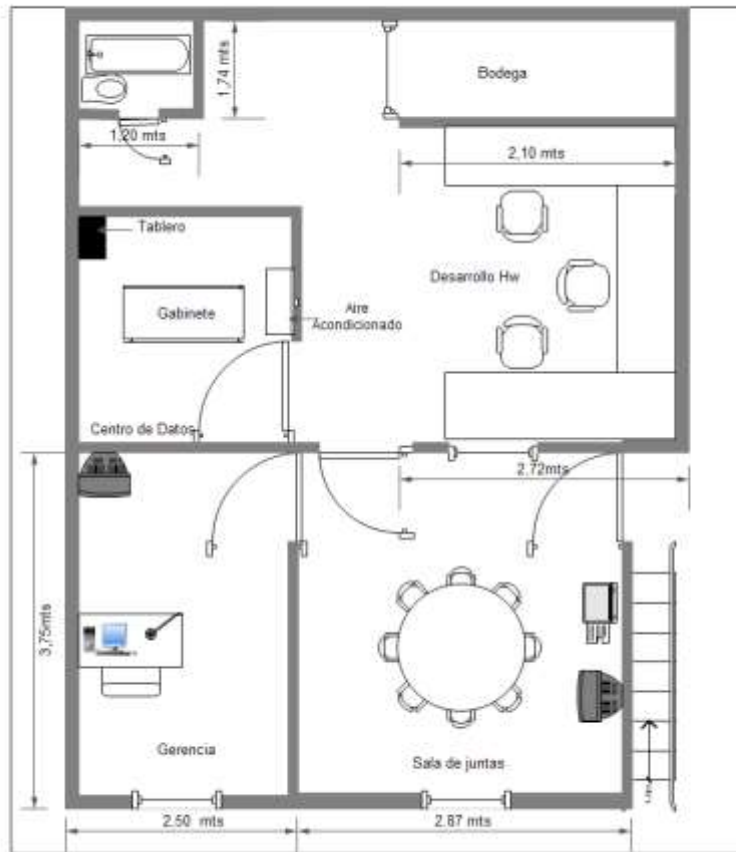 1,74 mts
Bodega
1,20 mts
2,10 mts
Tablero
Desarrollo Hw
Gabinete
Aire
Acondicionado
Centro de Datos
2.72mts
3,75mts
Gerencia
Sala de juntas
2.50 mts
2.87 mts